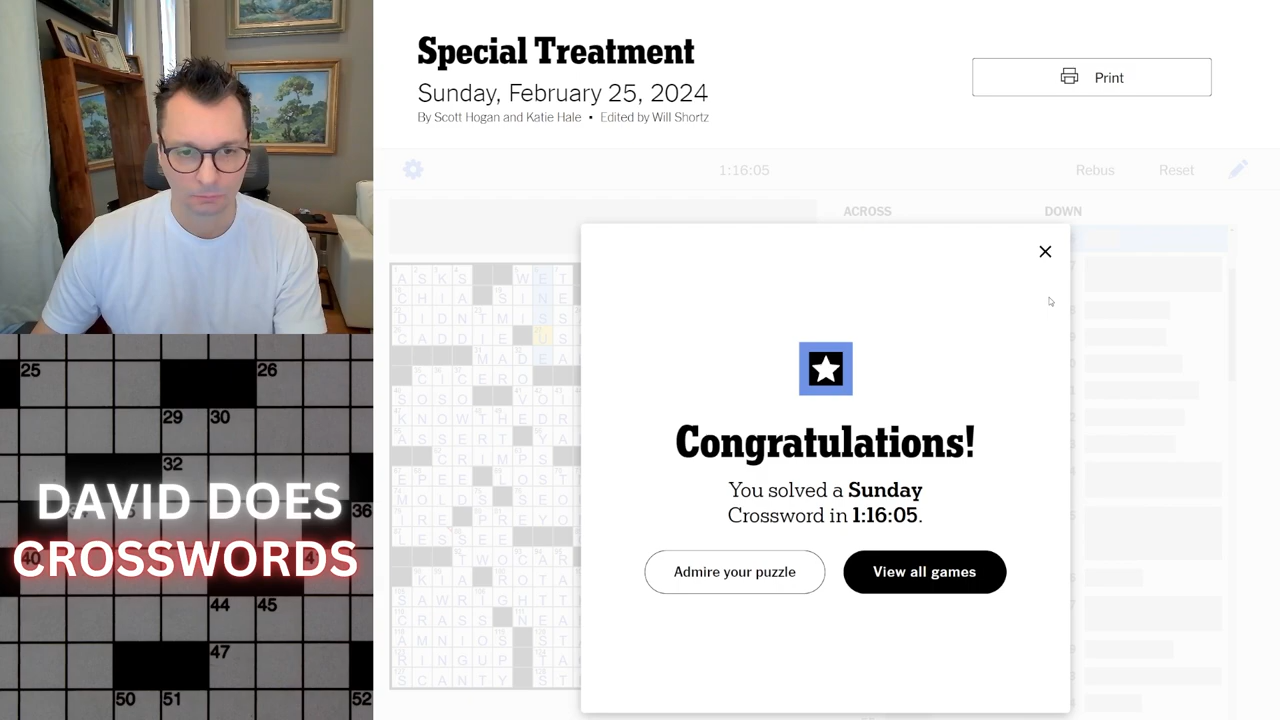 Special Treatment
Sunday, February 25, 2024
By Scott Hogan and Katie Hale • Edited by Will Shortz
Print
1:16:05
Rebus
Reset
ACROSS
DOWN
Congratulations!
You solved a Sunday
Crossword in 1:16:05.
Admire your puzzle
View all games
A S K S W E T
C H I A S I N E
D I D N T M I S S
C A D D I E U S
M A D E
C I C E R O
S O S O V O I
K N O W T H E D R
A S S E R T Y A
C R I M P S
E P E E O S T
M O L D S S E O
I R E P R E Y O
L E S S E E
T W O C A R
K I A R O T A
S A W R I G H T T
C R A S S N E A
A M N I O S S T
R I N G U P T A
S C A N T Y S T
25
26
29 30
32
DAVID DOES
36
CROSSWORDS
40
44 45
47
50 51 52